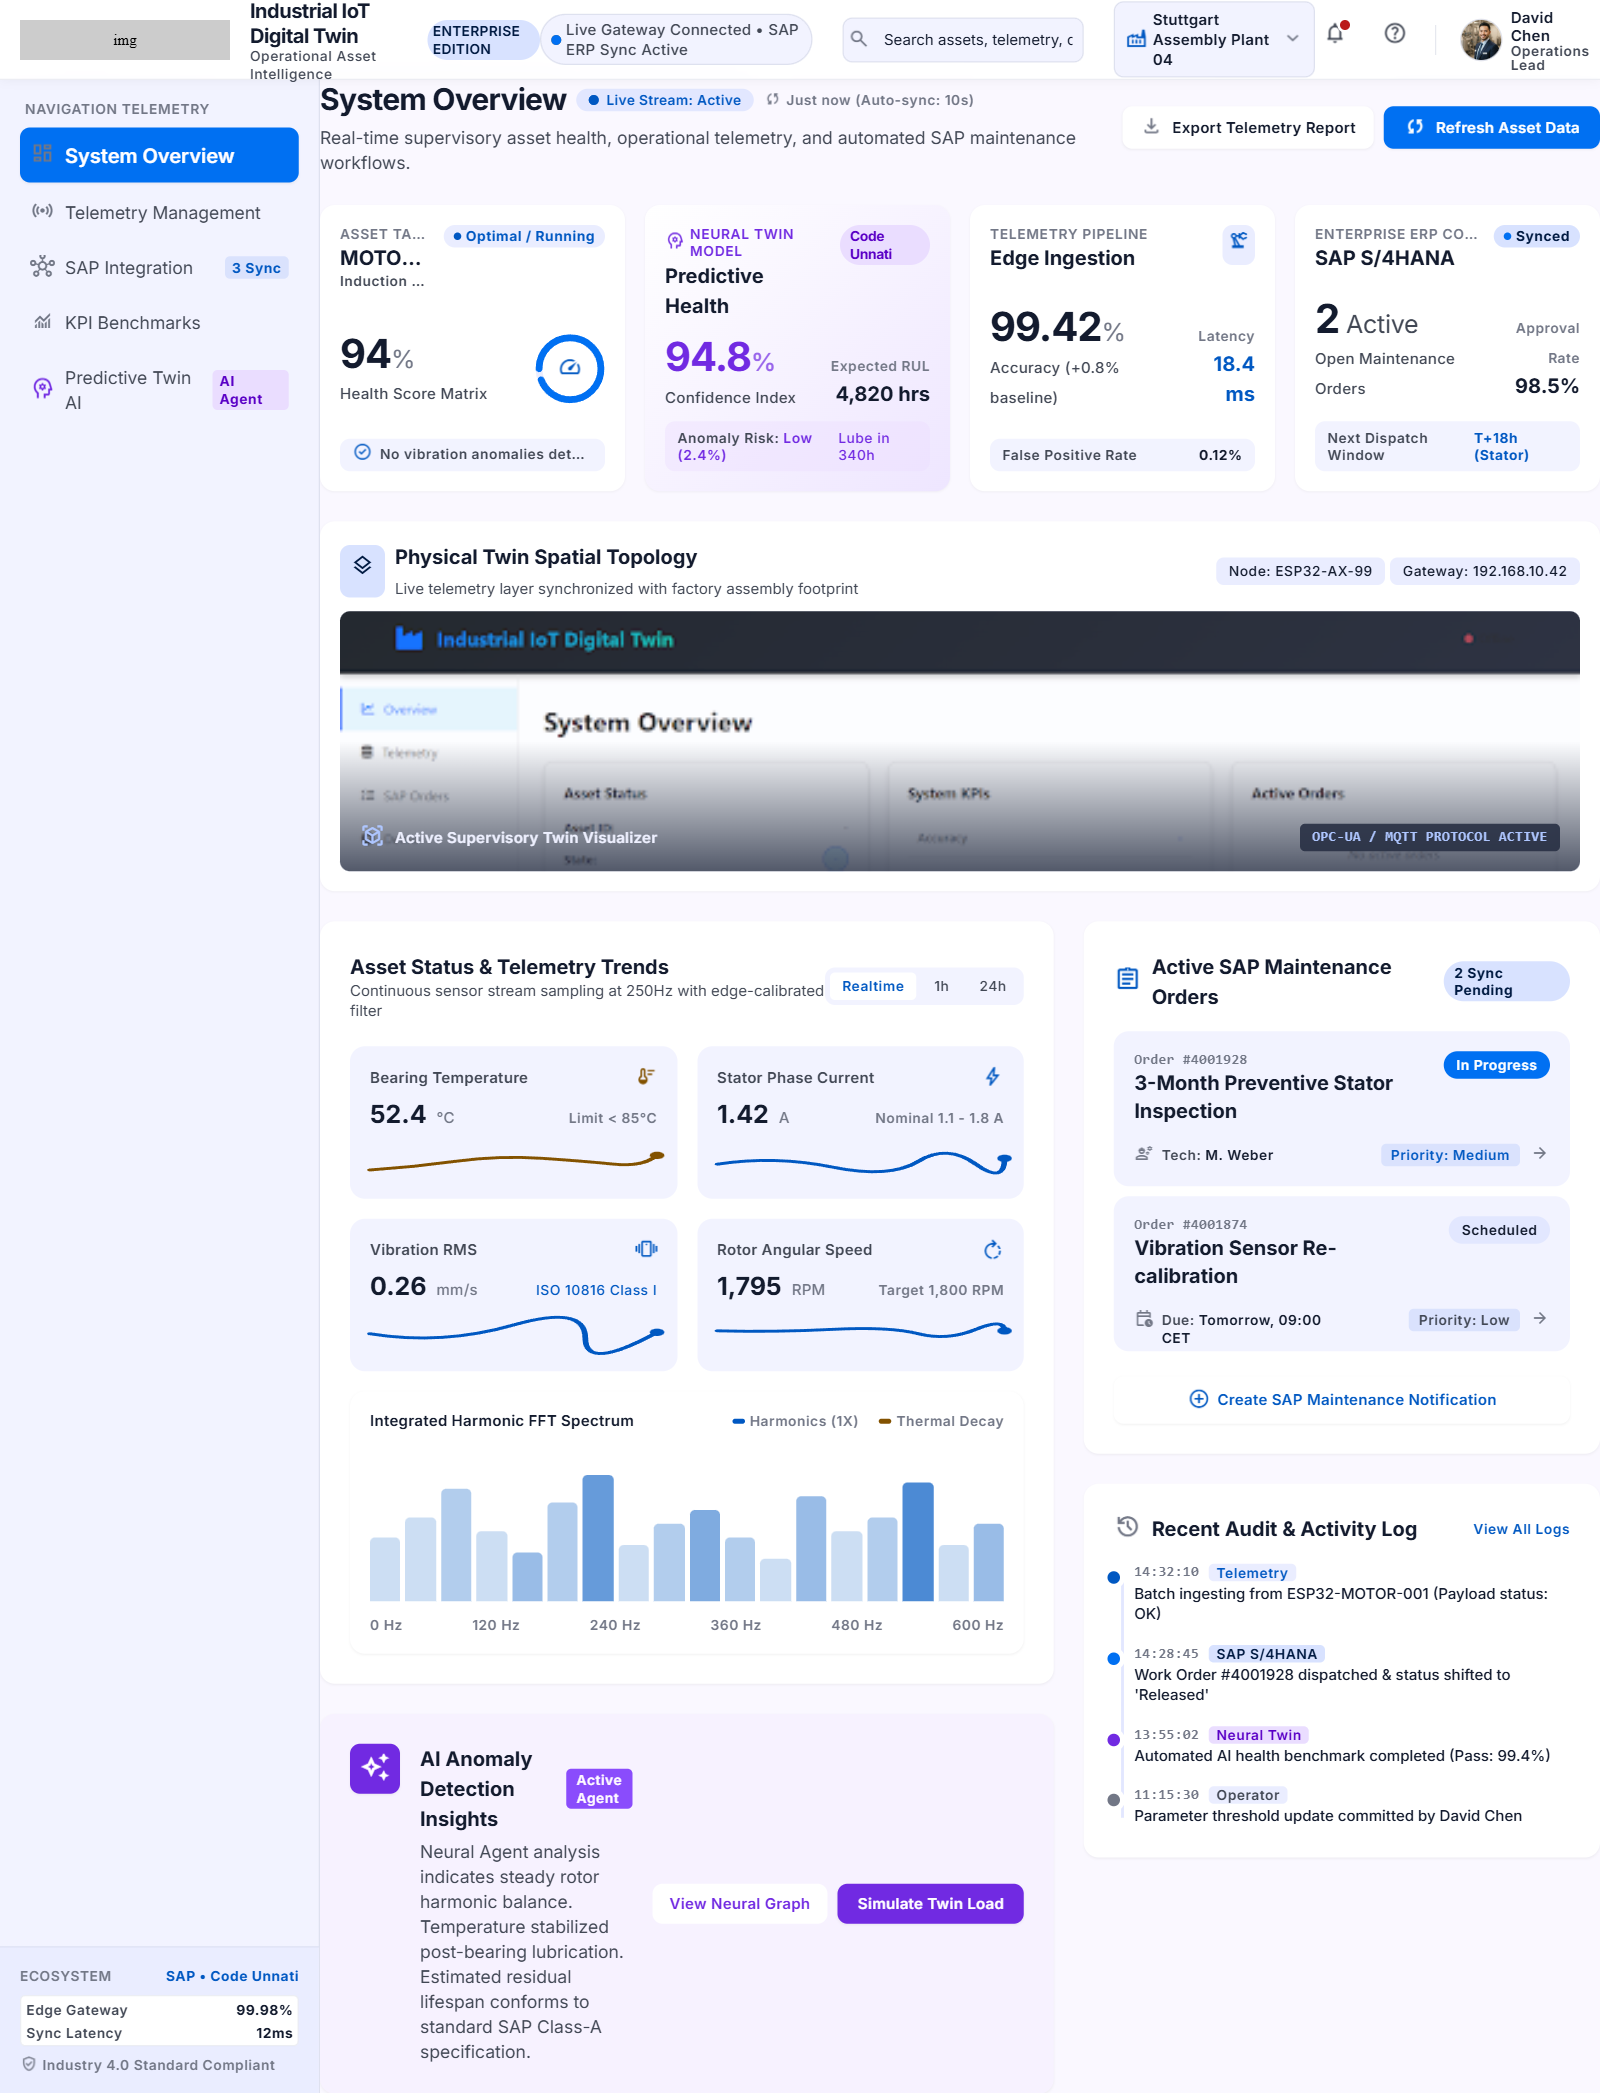 img
Industrial IoT
Digital Twin
Operational Asset
Intelligence
ENTERPRISE
EDITION
Live Gateway Connected • SAP
ERP Sync Active
Search assets, telemetry, c
Stuttgart
Assembly Plant
04
David
Chen
Operations
Lead
NAVIGATION TELEMETRY
System Overview
Telemetry Management
SAP Integration
3 Sync
KPI Benchmarks
Predictive Twin
AI
AI
Agent
ECOSYSTEM
SAP • Code Unnati
Edge Gateway
99.98%
Sync Latency
12ms
Industry 4.0 Standard Compliant
System Overview
Live Stream: Active
Just now (Auto-sync: 10s)
Real-time supervisory asset health, operational telemetry, and automated SAP maintenance
workflows.
Export Telemetry Report
Refresh Asset Data
ASSET TA...
Optimal / Running
MOTO...
Induction ...
94%
Health Score Matrix
No vibration anomalies det...
NEURAL TWIN
MODEL
Code
Unnati
Predictive
Health
94.8%
Confidence Index
Expected RUL
4,820 hrs
Anomaly Risk: Low
(2.4%)
Lube in
340h
TELEMETRY PIPELINE
Edge Ingestion
99.42%
Accuracy (+0.8%
baseline)
Latency
18.4
ms
False Positive Rate
0.12%
ENTERPRISE ERP CO...
Synced
SAP S/4HANA
2 Active
Open Maintenance
Orders
Approval
Rate
98.5%
Next Dispatch
Window
T+18h
(Stator)
Physical Twin Spatial Topology
Live telemetry layer synchronized with factory assembly footprint
Node: ESP32-AX-99
Gateway: 192.168.10.42
Industrial IoT Digital Twin
Overview
Telemetry
SAP Orders
System Overview
Asset Status
Asset ID:
State:
System KPIs
Accuracy
Active Orders
No active orders
Active Supervisory Twin Visualizer
OPC-UA / MQTT PROTOCOL ACTIVE
Asset Status & Telemetry Trends
Continuous sensor stream sampling at 250Hz with edge-calibrated
filter
Realtime
1h
24h
Bearing Temperature
52.4 °C
Limit < 85°C
Stator Phase Current
1.42 A
Nominal 1.1 - 1.8 A
Vibration RMS
0.26 mm/s
ISO 10816 Class I
Rotor Angular Speed
1,795 RPM
Target 1,800 RPM
Integrated Harmonic FFT Spectrum
Harmonics (1X)
Thermal Decay
0 Hz
120 Hz
240 Hz
360 Hz
480 Hz
600 Hz
AI Anomaly
Detection
Insights
Active
Agent
Neural Agent analysis
indicates steady rotor
harmonic balance.
Temperature stabilized
post-bearing lubrication.
Estimated residual
lifespan conforms to
standard SAP Class-A
specification.
View Neural Graph
Simulate Twin Load
Active SAP Maintenance
Orders
2 Sync
Pending
Order #4001928
In Progress
3-Month Preventive Stator
Inspection
Tech: M. Weber
Priority: Medium
Order #4001874
Scheduled
Vibration Sensor Re-
calibration
Due: Tomorrow, 09:00
CET
Priority: Low
Create SAP Maintenance Notification
Recent Audit & Activity Log
View All Logs
14:32:10 Telemetry
Batch ingesting from ESP32-MOTOR-001 (Payload status:
OK)
14:28:45 SAP S/4HANA
Work Order #4001928 dispatched & status shifted to
'Released'
13:55:02 Neural Twin
Automated AI health benchmark completed (Pass: 99.4%)
11:15:30 Operator
Parameter threshold update committed by David Chen